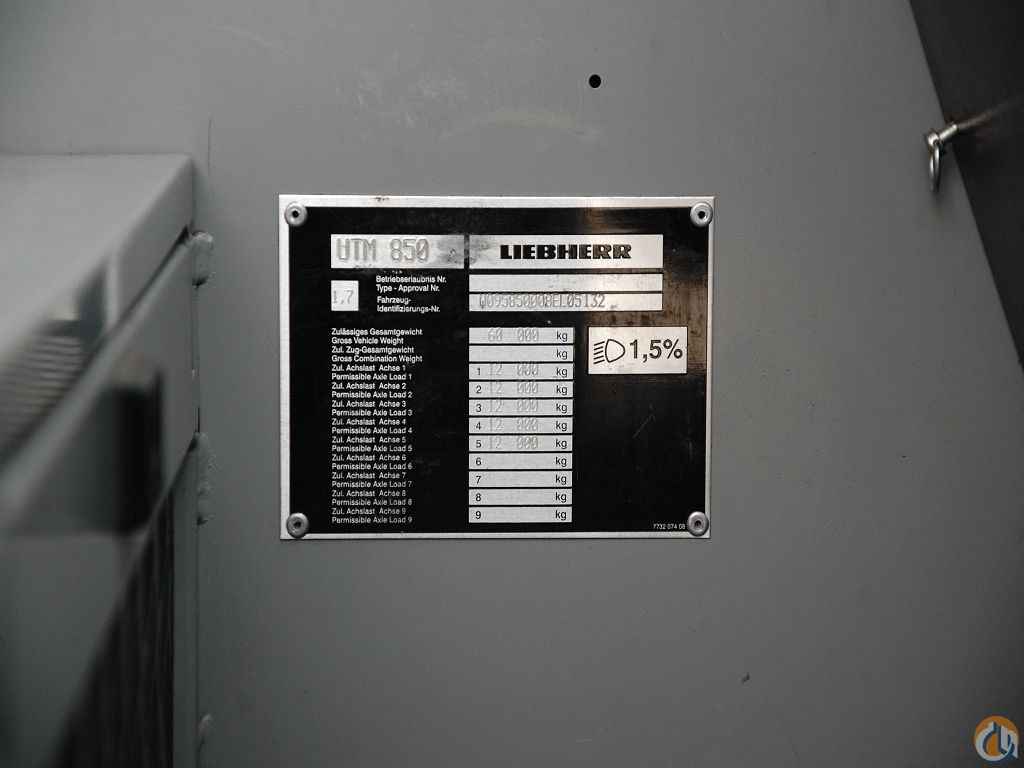 UTM 850
LIEBHERR
Betriebserlaubnis Nr.
Type - Approval Nr.
1,7
Fahrzeug-
Identifizierungs-Nr.
Zulässiges Gesamtgewicht 60 000 kg
Gross Vehicle Weight
Zul. Zug-Gesamtgewicht kg
Gross Combination Weight
Zul. Achslast Achse 1 1 12 000 kg
Permissible Axle Load 1
Zul. Achslast Achse 2 2 12 000 kg
Permissible Axle Load 2
Zul. Achslast Achse 3 3 12 000 kg
Permissible Axle Load 3
Zul. Achslast Achse 4 4 12 000 kg
Permissible Axle Load 4
Zul. Achslast Achse 5 5 12 000 kg
Permissible Axle Load 5
Zul. Achslast Achse 6 6 kg
Permissible Axle Load 6
Zul. Achslast Achse 7 7 kg
Permissible Axle Load 7
Zul. Achslast Achse 8 8 kg
Permissible Axle Load 8
Zul. Achslast Achse 9 9 kg
Permissible Axle Load 9
1,5%
7732 074 08